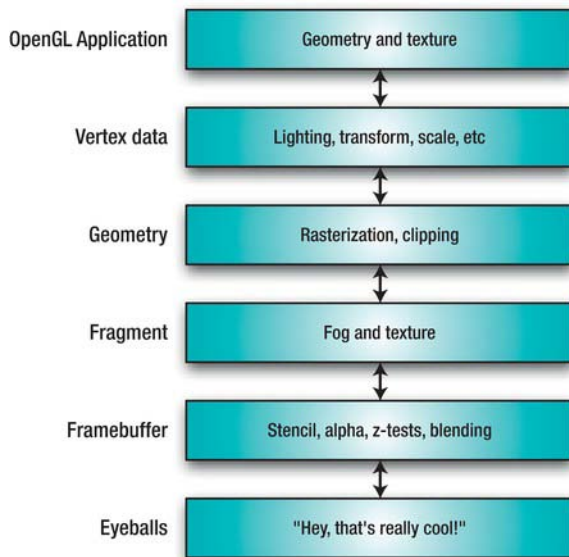 OpenGL Application
Geometry and texture
Vertex data
Lighting, transform, scale, etc
Geometry
Rasterization, clipping
Fragment
Fog and texture
Framebuffer
Stencil, alpha, z-tests, blending
Eyeballs
"Hey, that's really cool!"